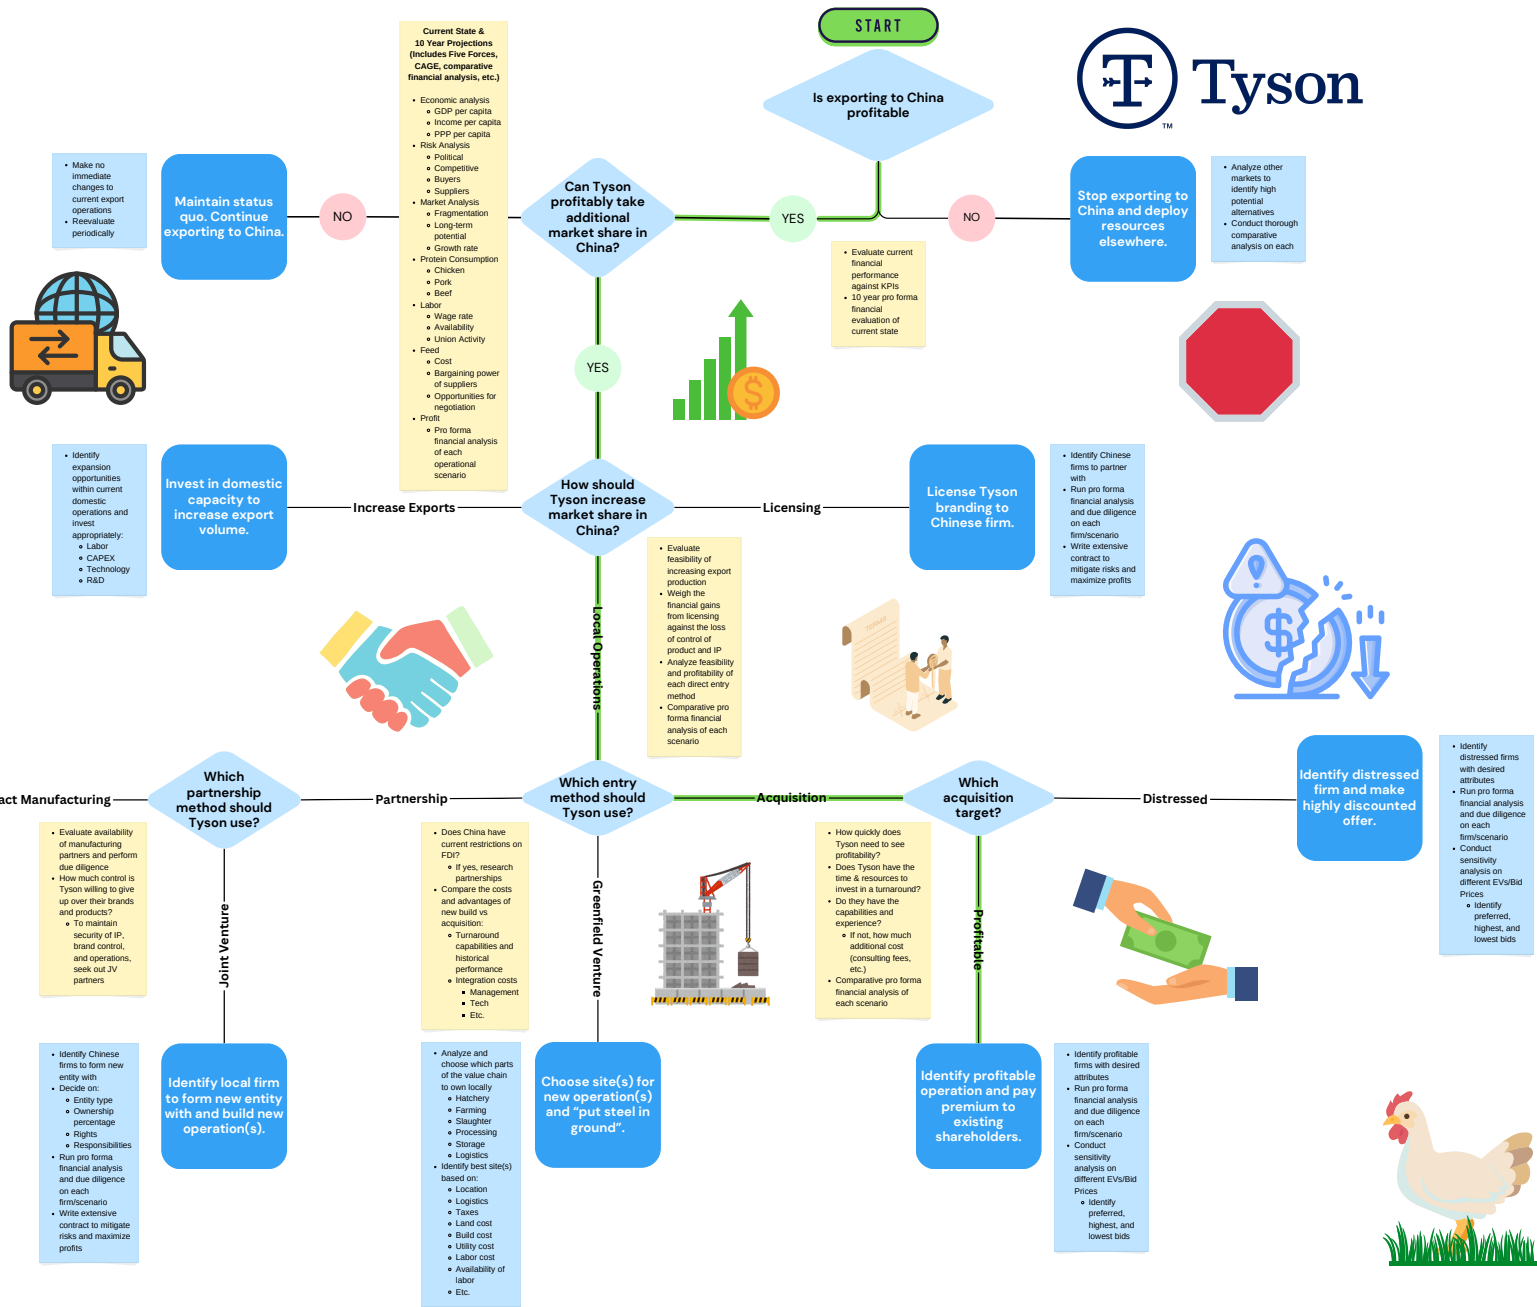 START
Is exporting to China
profitable
T
Tyson
TM
Current State &
10 Year Projections
(Includes Five Forces,
CAGE, comparative
financial analysis, etc.)
Economic analysis
GDP per capita
Income per capita
PPP per capita
Risk Analysis
Political
Competitive
Buyers
Suppliers
Market Analysis
Fragmentation
Long-term
potential
Growth rate
Protein Consumption
Chicken
Pork
Beef
Labor
Wage rate
Availability
Union Activity
Feed
Cost
Bargaining power
of suppliers
Opportunities for
negotiation
Profit
Pro forma
financial analysis
of each
operational
scenario
Make no
immediate
changes to
current export
operations
Reevaluate
periodically
Maintain status
quo. Continue
exporting to China.
NO
Can Tyson
profitably take
additional
market share in
China?
YES
NO
Stop exporting to
China and deploy
resources
elsewhere.
Analyze other
markets to
identify high
potential
alternatives
Conduct thorough
comparative
analysis on each
Evaluate current
financial
performance
against KPIs
10 year pro forma
financial
evaluation of
current state
YES
$
Identify
expansion
opportunities
within current
domestic
operations and
invest
appropriately:
Labor
CAPEX
Technology
R&D
Invest in domestic
capacity to
increase export
volume.
Increase Exports
How should
Tyson increase
market share in
China?
Licensing
License Tyson
branding to
Chinese firm.
Identify Chinese
firms to partner
with
Run pro forma
financial analysis
and due diligence
on each
firm/scenario
Write extensive
contract to
mitigate risks and
maximize profits
Evaluate
feasibility of
increasing export
production
Weigh the
financial gains
from licensing
against the loss
of control of
product and IP
Analyze feasibility
and profitability of
each direct entry
method
Comparative pro
forma financial
analysis of each
scenario
Local Operations
TERMS
$
act Manufacturing
Which
partnership
method should
Tyson use?
Partnership
Which entry
method should
Tyson use?
Acquisition
Which
acquisition
target?
Distressed
Identify distressed
firm and make
highly discounted
offer.
Identify
distressed firms
with desired
attributes
Run pro forma
financial analysis
and due diligence
on each
firm/scenario
Conduct
sensitivity
analysis on
different EVs/Bid
Prices
Identify
preferred,
highest, and
lowest bids
Evaluate availability
of manufacturing
partners and perform
due diligence
How much control is
Tyson willing to give
up over their brands
and products?
To maintain
security of IP,
brand control,
and operations,
seek out JV
partners
Joint Venture
Does China have
current restrictions on
FDI?
If yes, research
partnerships
Compare the costs
and advantages of
new build vs
acquisition:
Turnaround
capabilities and
historical
performance
Integration costs
Management
Tech
Etc.
Greenfield Venture
How quickly does
Tyson need to see
profitability?
Does Tyson have the
time & resources to
invest in a turnaround?
Do they have the
capabilities and
experience?
If not, how much
additional cost
(consulting fees,
etc.)
Comparative pro forma
financial analysis of
each scenario
Profitable
Identify Chinese
firms to form new
entity with
Decide on:
Entity type
Ownership
percentage
Rights
Responsibilities
Run pro forma
financial analysis
and due diligence
on each
firm/scenario
Write extensive
contract to mitigate
risks and maximize
profits
Identify local firm
to form new entity
with and build new
operation(s).
Analyze and
choose which parts
of the value chain
to own locally
Hatchery
Farming
Slaughter
Processing
Storage
Logistics
Identify best site(s)
based on:
Location
Logistics
Taxes
Land cost
Build cost
Utility cost
Labor cost
Availability of
labor
Etc.
Choose site(s) for
new operation(s)
and “put steel in
ground”.
Identify profitable
operation and pay
premium to
existing
shareholders.
Identify profitable
firms with desired
attributes
Run pro forma
financial analysis
and due diligence
on each
firm/scenario
Conduct
sensitivity
analysis on
different EVs/Bid
Prices
Identify
preferred,
highest, and
lowest bids